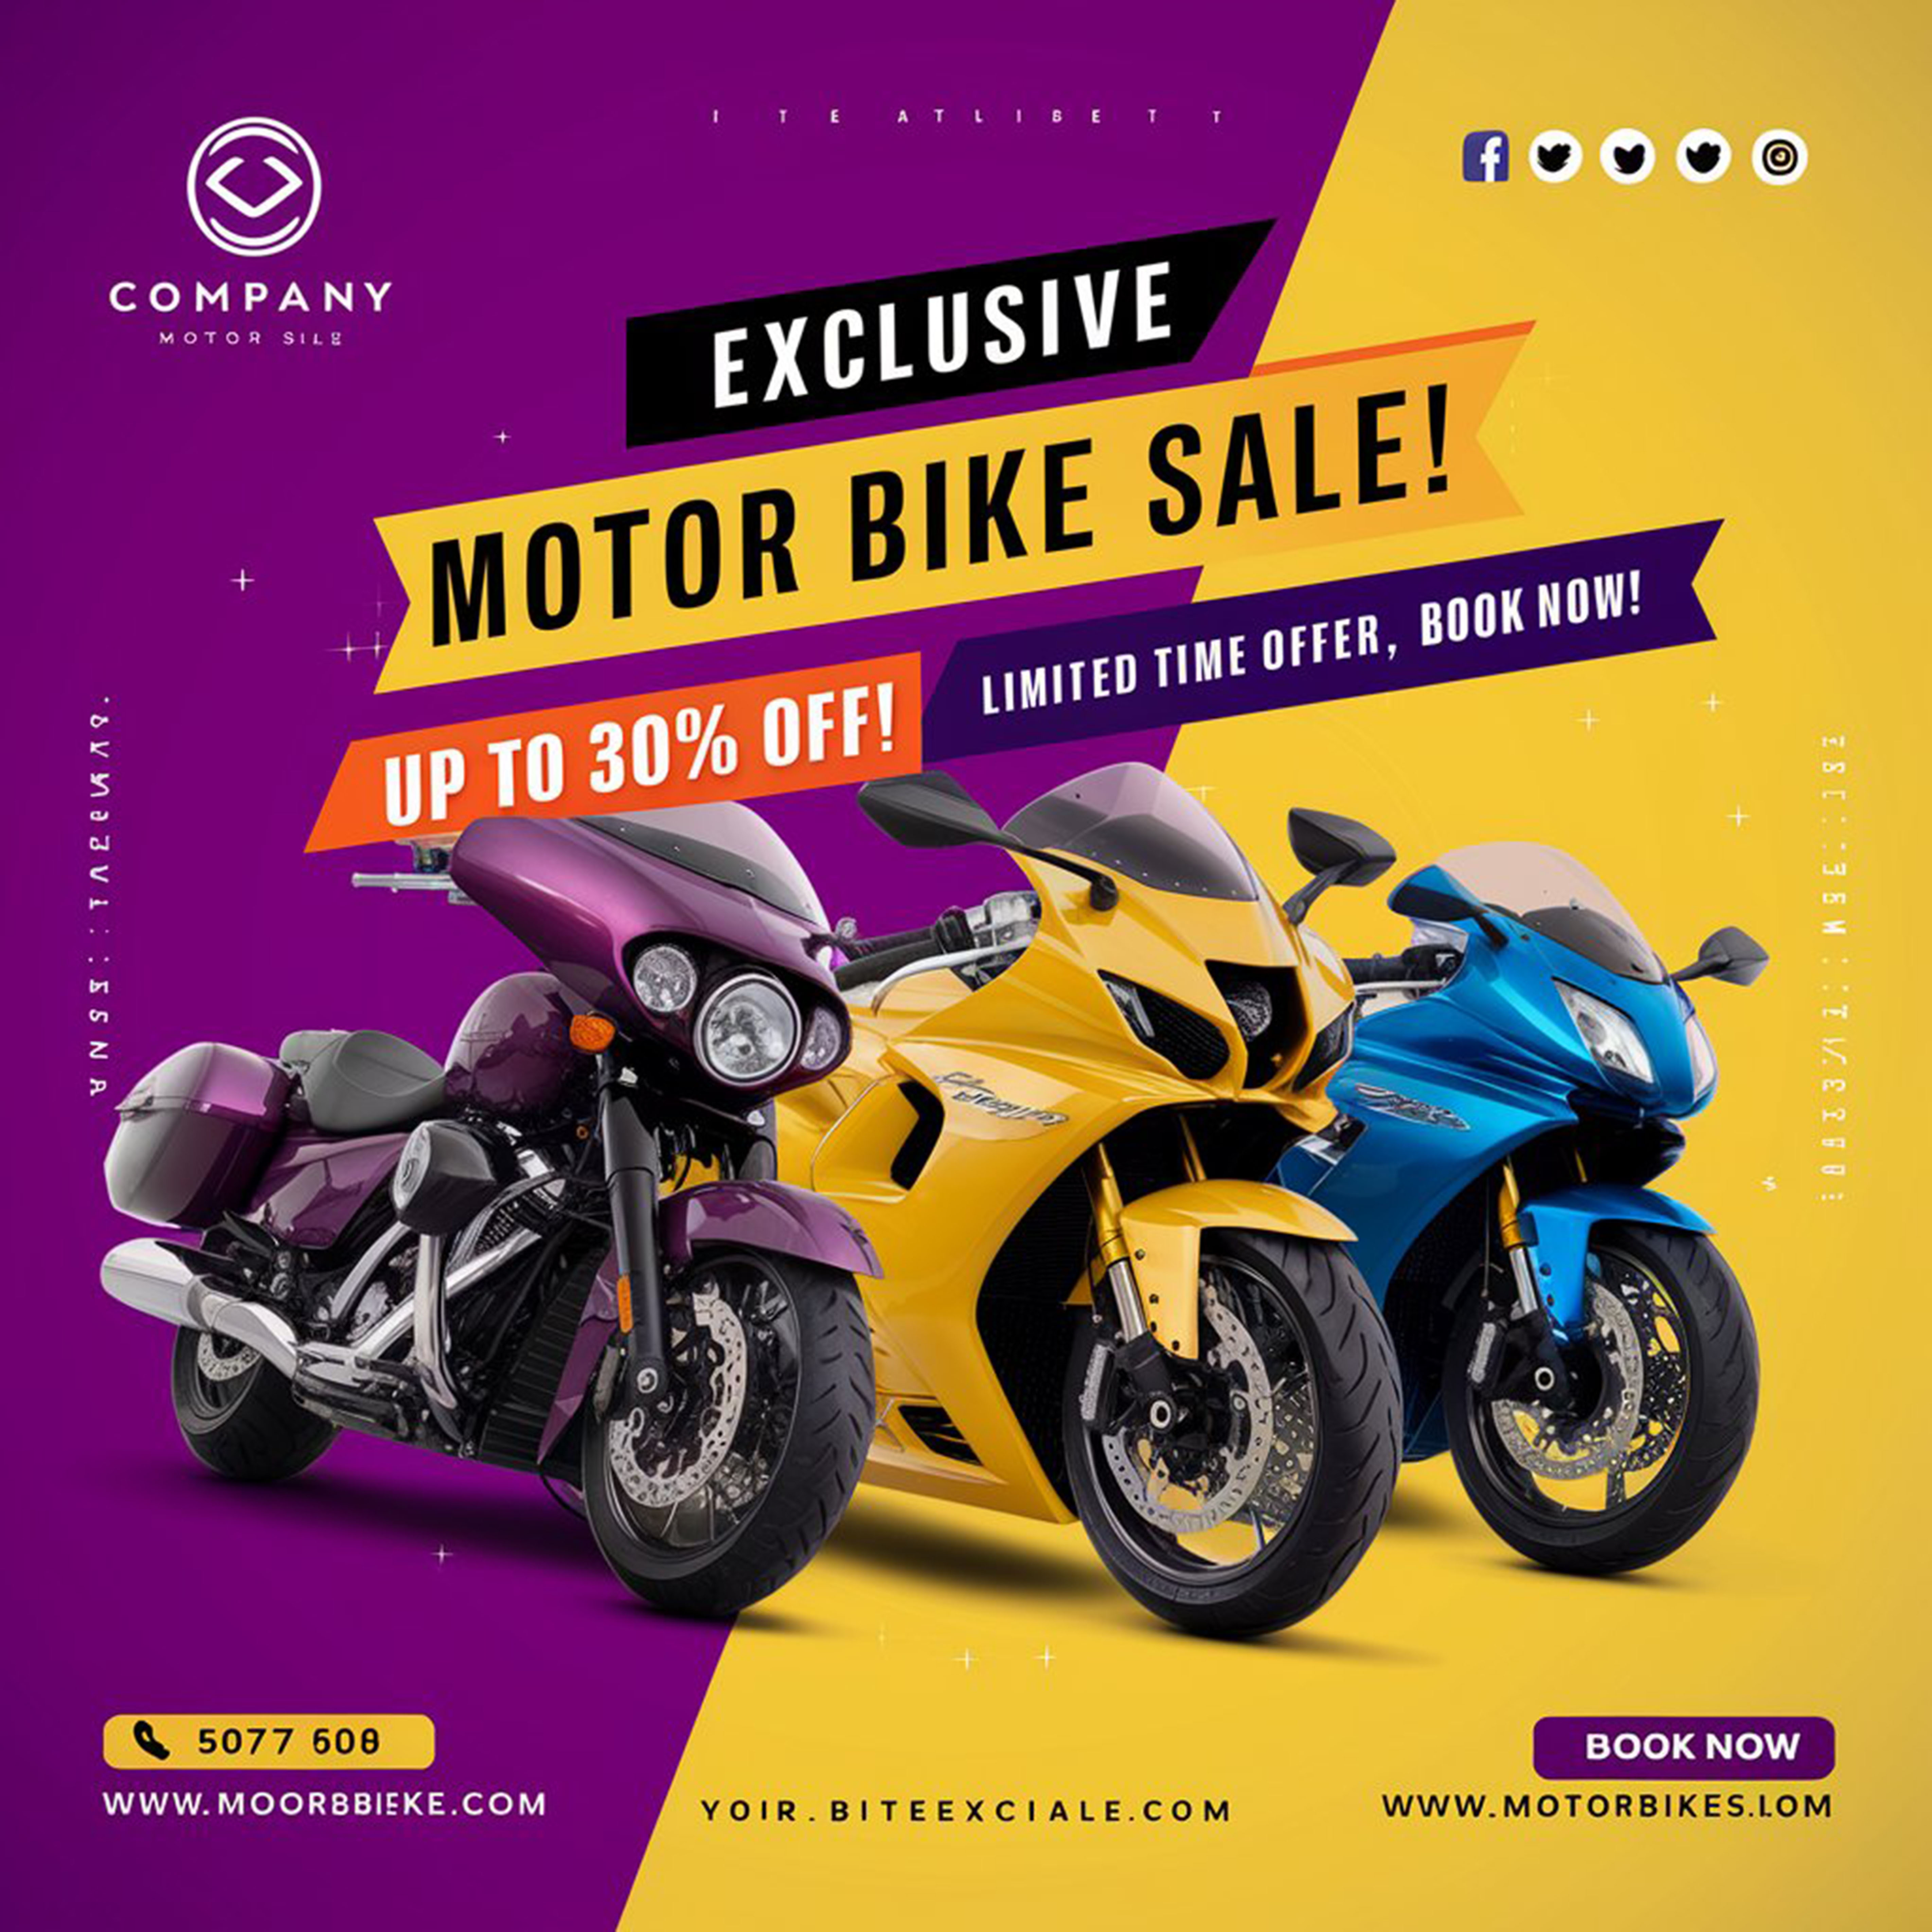 I T E A T L I B E T T
COMPANY
MOTOR SILE
EXCLUSIVE
MOTOR BIKE SALE!
LIMITED TIME OFFER, BOOK NOW!
UP TO 30% OFF!
5077 608
BOOK NOW
WWW.MOORBBIEKE.COM
YOIR.BITEEXCIALE.COM
WWW.MOTORBIKES.LOM